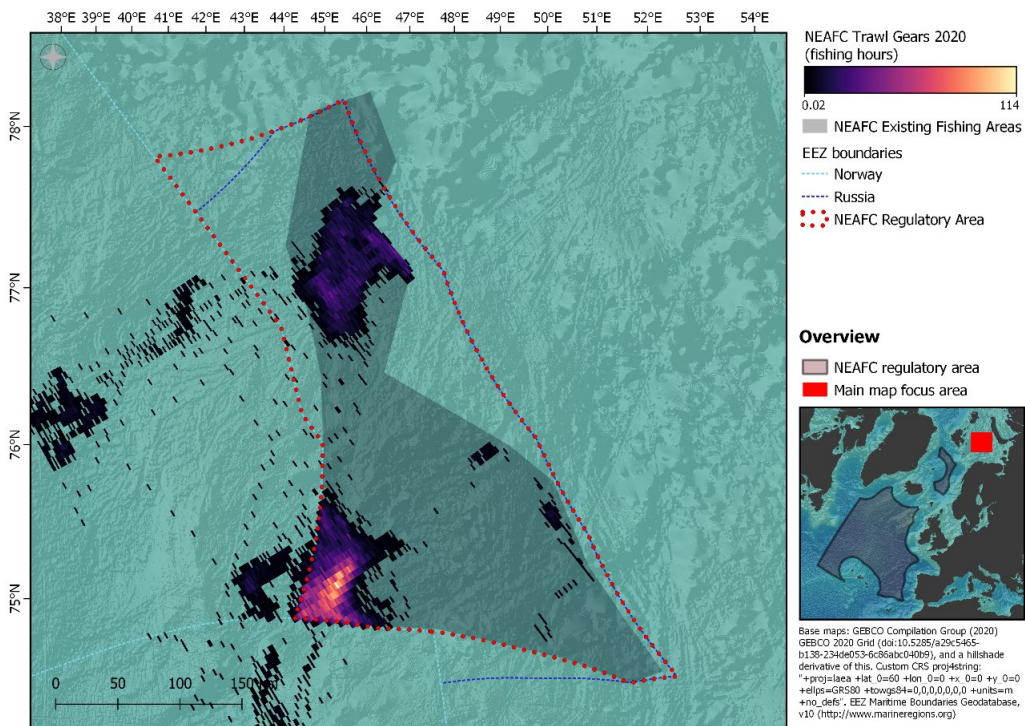 38°E 39°E 40°E 41°E 42°E 43°E 44°E 45°E 46°E 47°E 48°E 49°E 50°E 51°E 52°E 53°E 54°E
78°N
77°N
76°N
75°N
0 50 100 150 km
NEAFC Trawl Gears 2020
(fishing hours)
0.02 114
NEAFC Existing Fishing Areas
EEZ boundaries
Norway
Russia
NEAFC Regulatory Area
Overview
NEAFC regulatory area
Main map focus area
Base maps: GEBCO Compilation Group (2020)
GEBCO 2020 Grid (doi:10.5285/a29c5465-
b138-234de053-6c86abc040b9), and a hillshade
derivative of this. Custom CRS proj4string:
"+proj=laea +lat_0=60 +lon_0=0 +x_0=0 +y_0=0
+ellps=GRS80 +towgs84=0,0,0,0,0,0,0 +units=m
+no_defs". EEZ Maritime Boundaries Geodatabase,
v10 (http://www.marineregions.org)